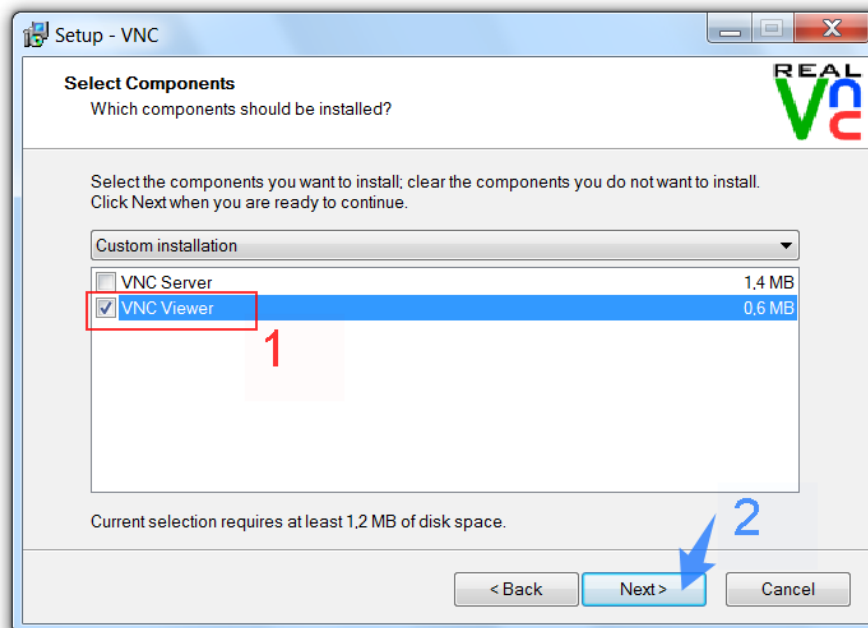 Setup - VNC
Select Components
Which components should be installed?
REAL
vnc
Select the components you want to install; clear the components you do not want to install.
Click Next when you are ready to continue.
Custom installation
VNC Server 1,4 MB
VNC Viewer 0,6 MB
1
Current selection requires at least 1,2 MB of disk space.
2
< Back Next > Cancel